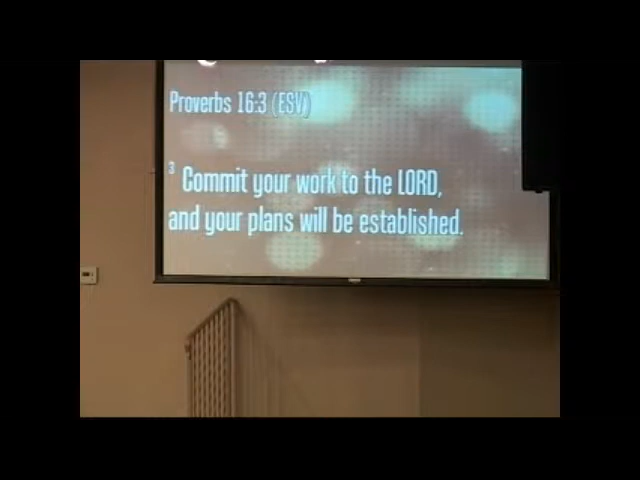 Proverbs 16:3 (ESV)
3 Commit your work to the LORD,
and your plans will be established.